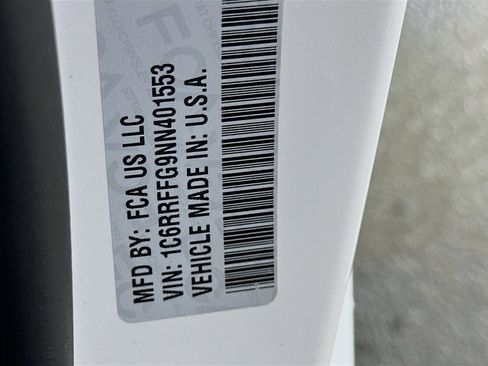 MFD BY: FCA US LLC
VIN: 1C6RRFFG9NN401553
VEHICLE MADE IN: U.S.A.